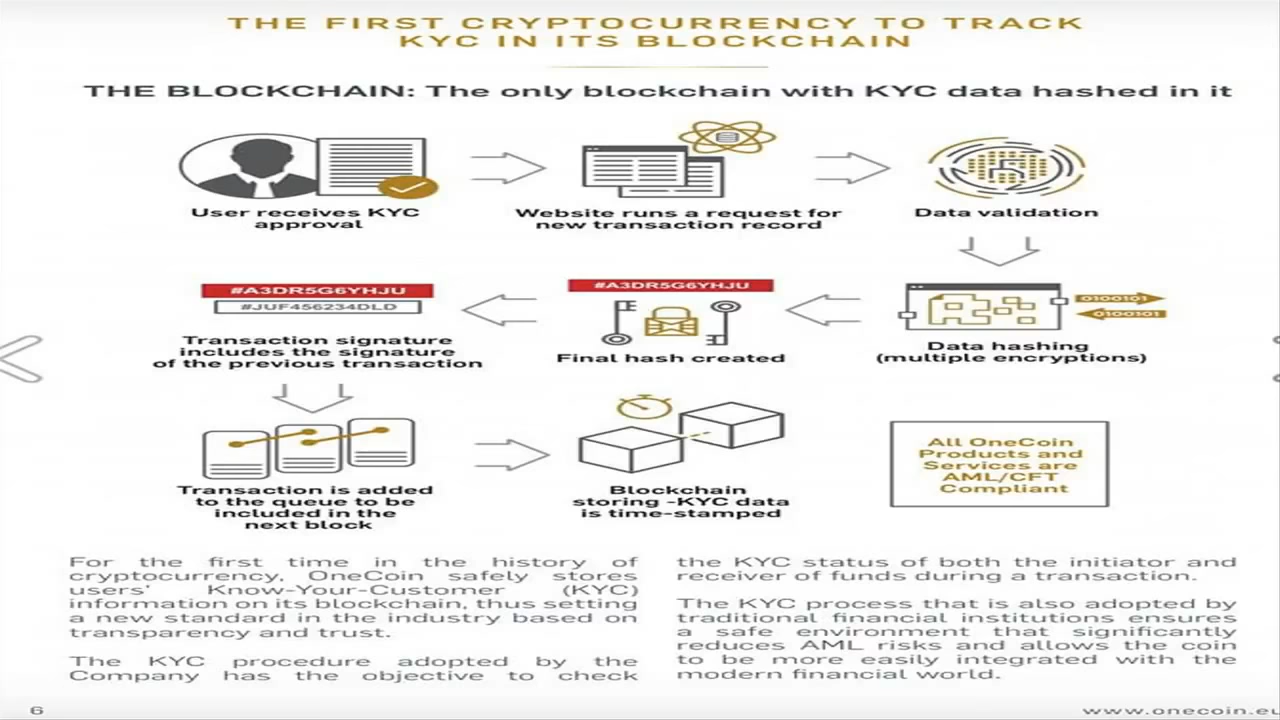 THE FIRST CRYPTOCURRENCY TO TRACK
KYC IN ITS BLOCKCHAIN
THE BLOCKCHAIN: The only blockchain with KYC data hashed in it
User receives KYC
approval
Website runs a request for
new transaction record
Data validation
#A3DR5G6YHJU
#JUF456234DLD
Transaction signature
includes the signature
of the previous transaction
#A3DR5G6YHJU
Final hash created
0100101
0100101
Data hashing
(multiple encryptions)
Transaction is added
to the queue to be
included in the
next block
Blockchain
storing -KYC data
is time-stamped
All OneCoin
Products and
Services are
AML/CFT
Compliant
For the first time in the history of
cryptocurrency, OneCoin safely stores
users' Know-Your-Customer (KYC)
information on its blockchain, thus setting
a new standard in the industry based on
transparency and trust.
The KYC procedure adopted by the
Company has the objective to check
the KYC status of both the initiator and
receiver of funds during a transaction.
The KYC process that is also adopted by
traditional financial institutions ensures
a safe environment that significantly
reduces AML risks and allows the coin
to be more easily integrated with the
modern financial world.
6
www.onecoin.eu